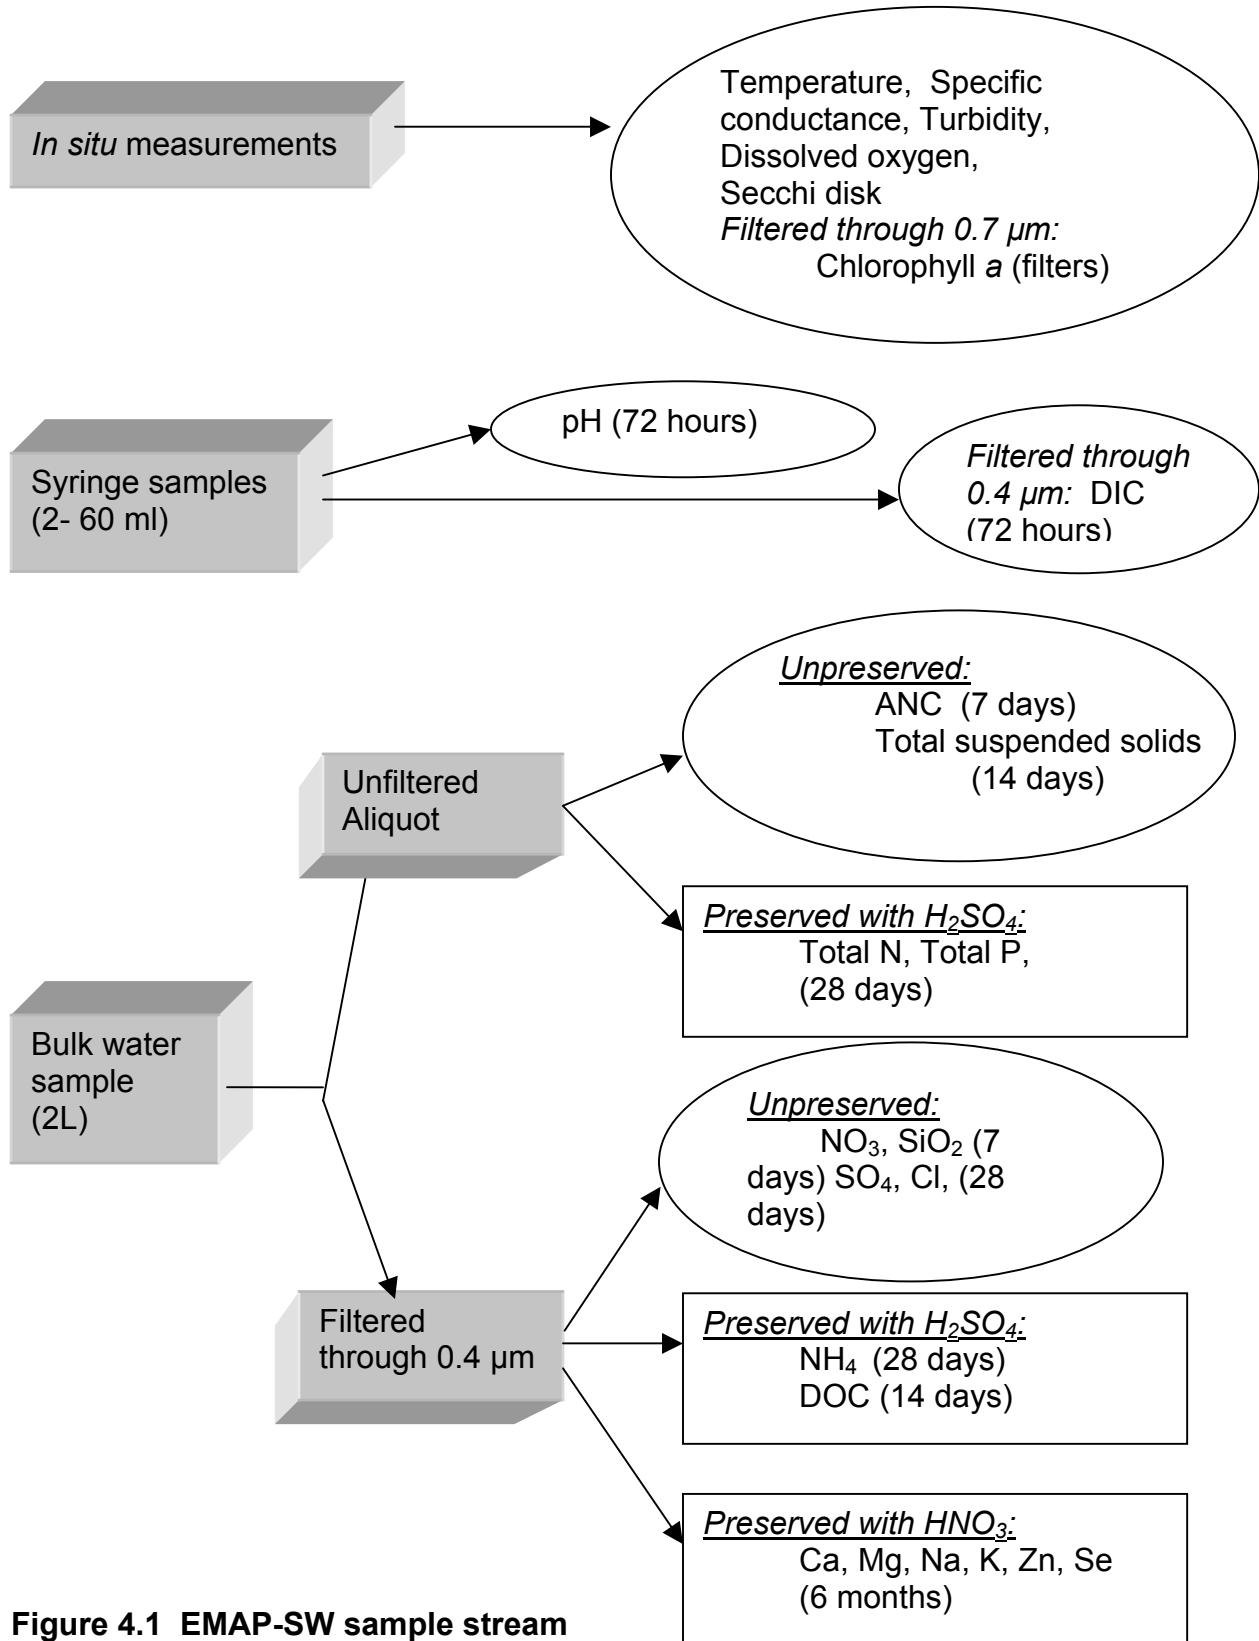 In situ measurements
Temperature, Specific
conductance, Turbidity,
Dissolved oxygen,
Secchi disk
Filtered through 0.7 µm:
Chlorophyll a (filters)
Syringe samples
(2- 60 ml)
pH (72 hours)
Filtered through
0.4 µm: DIC
(72 hours)
Unfiltered
Aliquot
Unpreserved:
ANC (7 days)
Total suspended solids
(14 days)
Preserved with H₂SO₄:
Total N, Total P,
(28 days)
Bulk water
sample
(2L)
Unpreserved:
NO₃, SiO₂ (7
days) SO₄, Cl, (28
days)
Filtered
through 0.4 µm
Preserved with H₂SO₄:
NH₄ (28 days)
DOC (14 days)
Preserved with HNO₃:
Ca, Mg, Na, K, Zn, Se
(6 months)
Figure 4.1 EMAP-SW sample stream